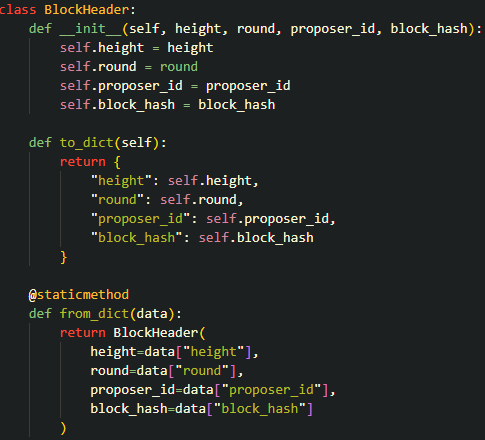 class BlockHeader:
    def __init__(self, height, round, proposer_id, block_hash):
        self.height = height
        self.round = round
        self.proposer_id = proposer_id
        self.block_hash = block_hash

    def to_dict(self):
        return {
            "height": self.height,
            "round": self.round,
            "proposer_id": self.proposer_id,
            "block_hash": self.block_hash
        }

    @staticmethod
    def from_dict(data):
        return BlockHeader(
            height=data["height"],
            round=data["round"],
            proposer_id=data["proposer_id"],
            block_hash=data["block_hash"]
        )